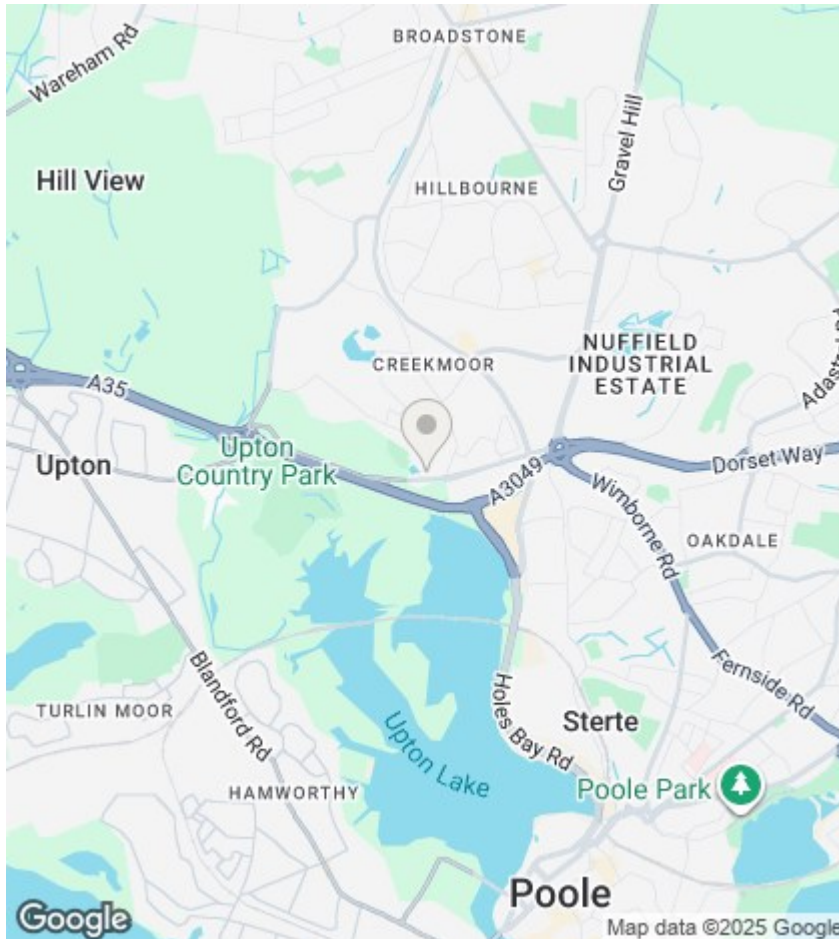 BROADSTONE
Wareham Rd
Gravel Hill
Hill View
HILLBOURNE
NUFFIELD
INDUSTRIAL
ESTATE
CREEKMOOR
A35
Upton
Upton
Country Park
A3049
Dorset Way
Wimborne Rd
OAKDALE
Fernside Rd
Blandford Rd
TURLIN MOOR
Holes Bay Rd
Sterte
Upton Lake
HAMWORTHY
Poole Park
Poole
Google
Map data ©2025 Google